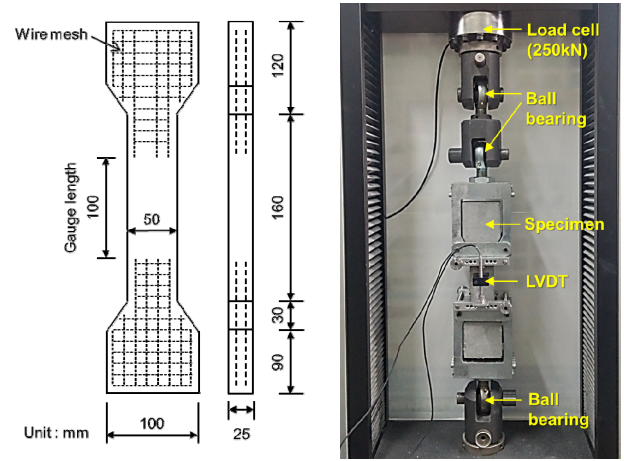 Wire mesh
Gauge length
100
50
120
160
30
90
100
25
Unit : mm
Load cell
(250kN)
Ball
bearing
Specimen
LVDT
Ball
bearing